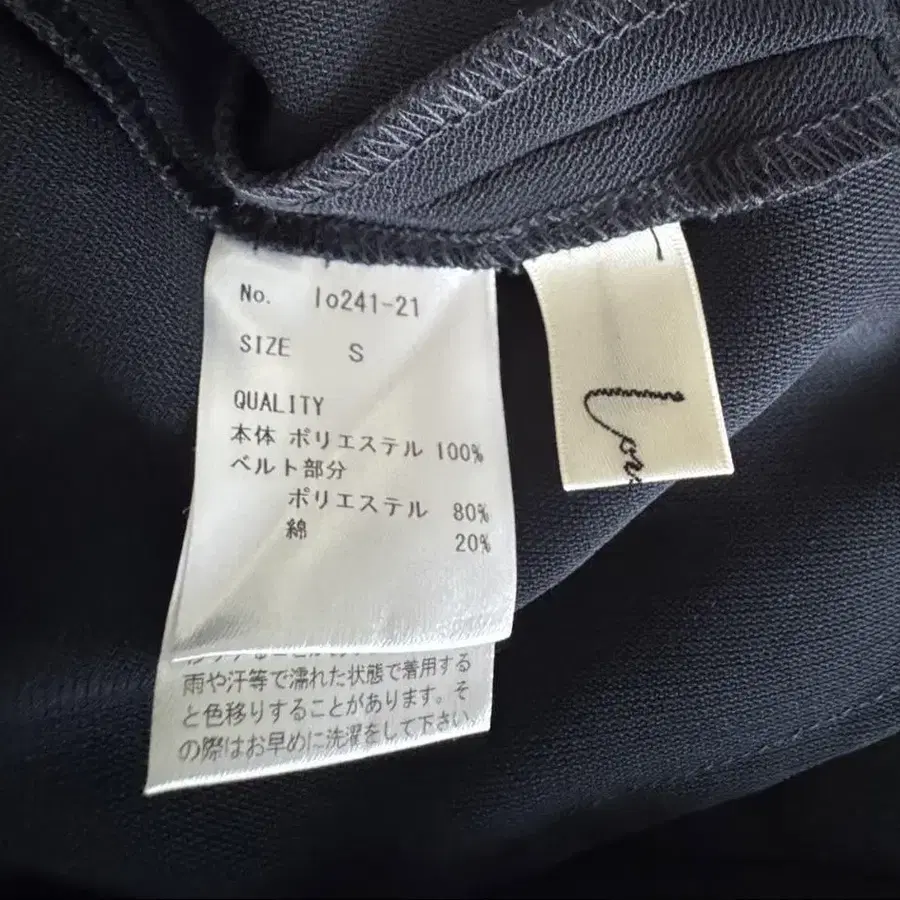 No. lo241-21
SIZE S
QUALITY
本体 ポリエステル 100%
ベルト部分
ポリエステル 80%
綿 20%
雨や汗等で濡れた状態で着用する
と色移りすることがあります。そ
の際はお早めに洗濯をして下さい。